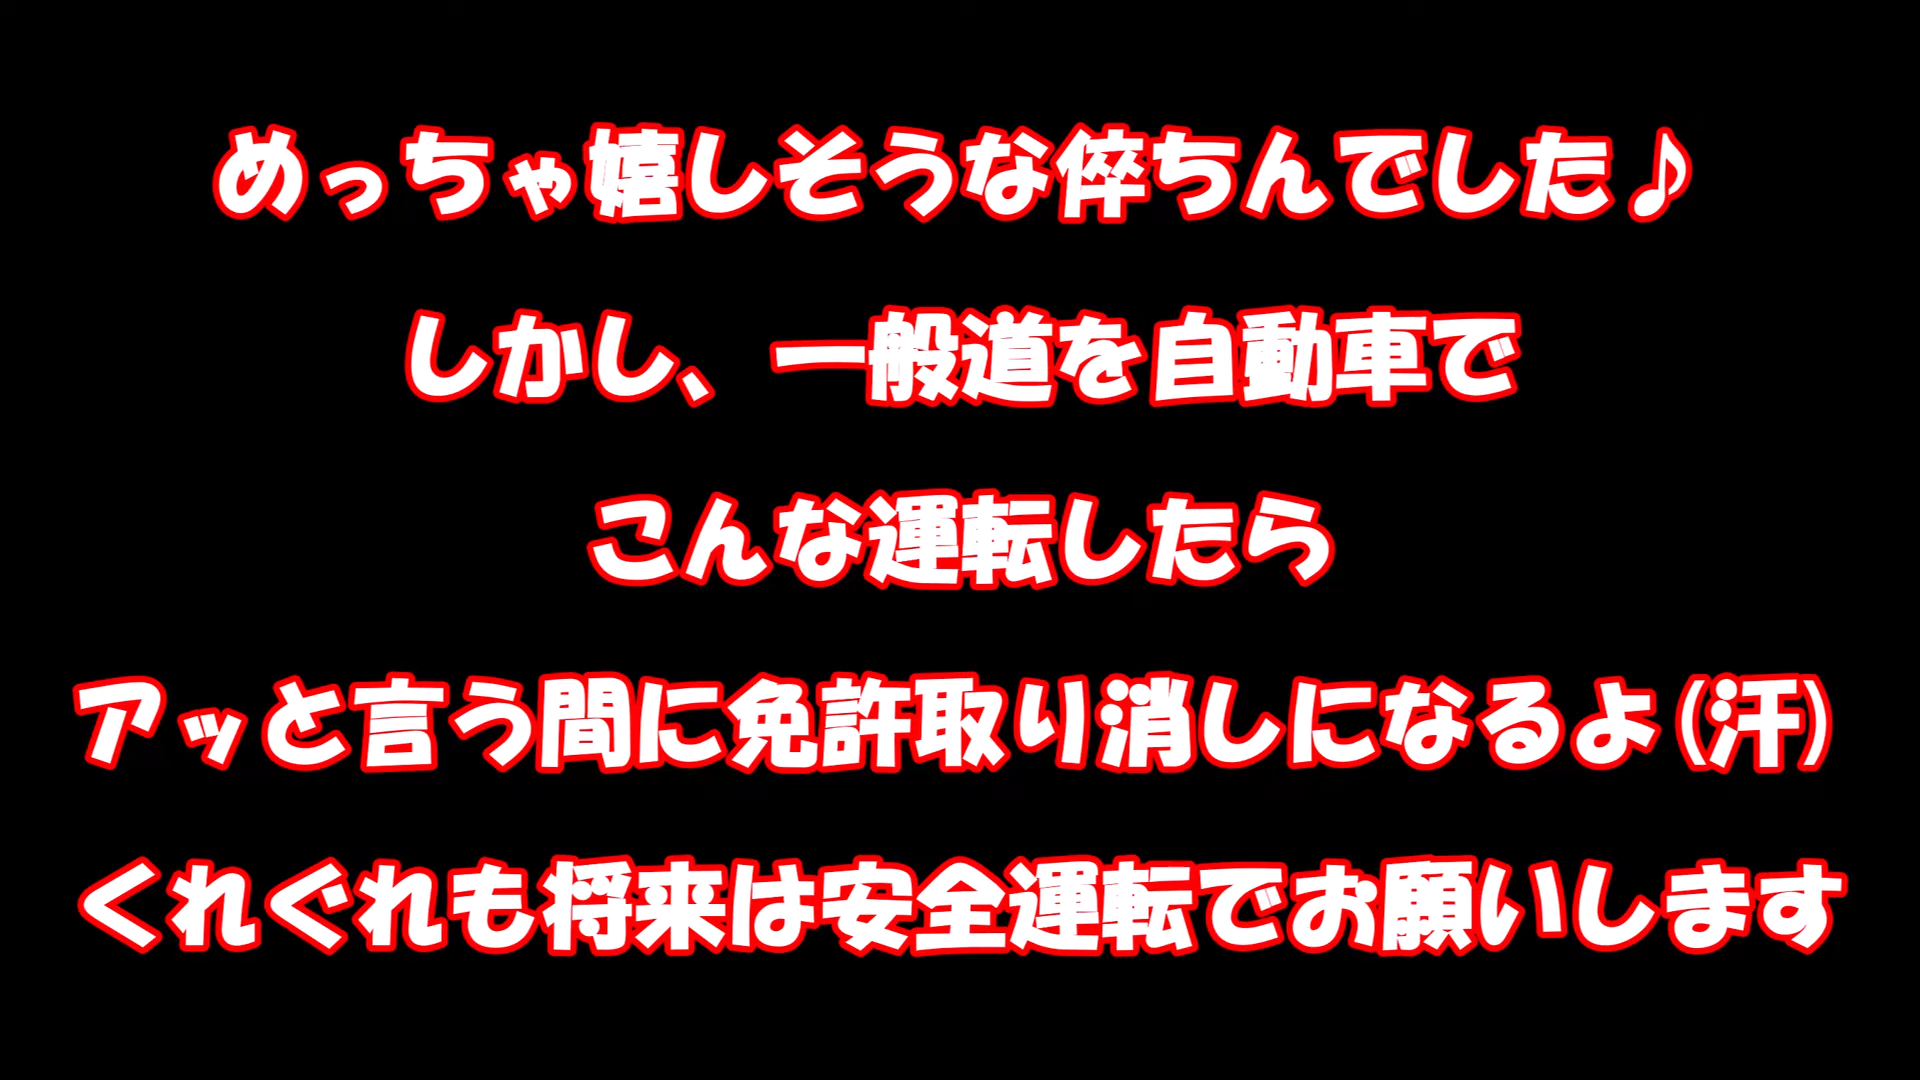 めっちゃ嬉しそうな倅ちんでした♪
しかし、一般道を自動車で
こんな運転したら
アッと言う間に免許取り消しになるよ(汗)
くれぐれも将来は安全運転でお願いします